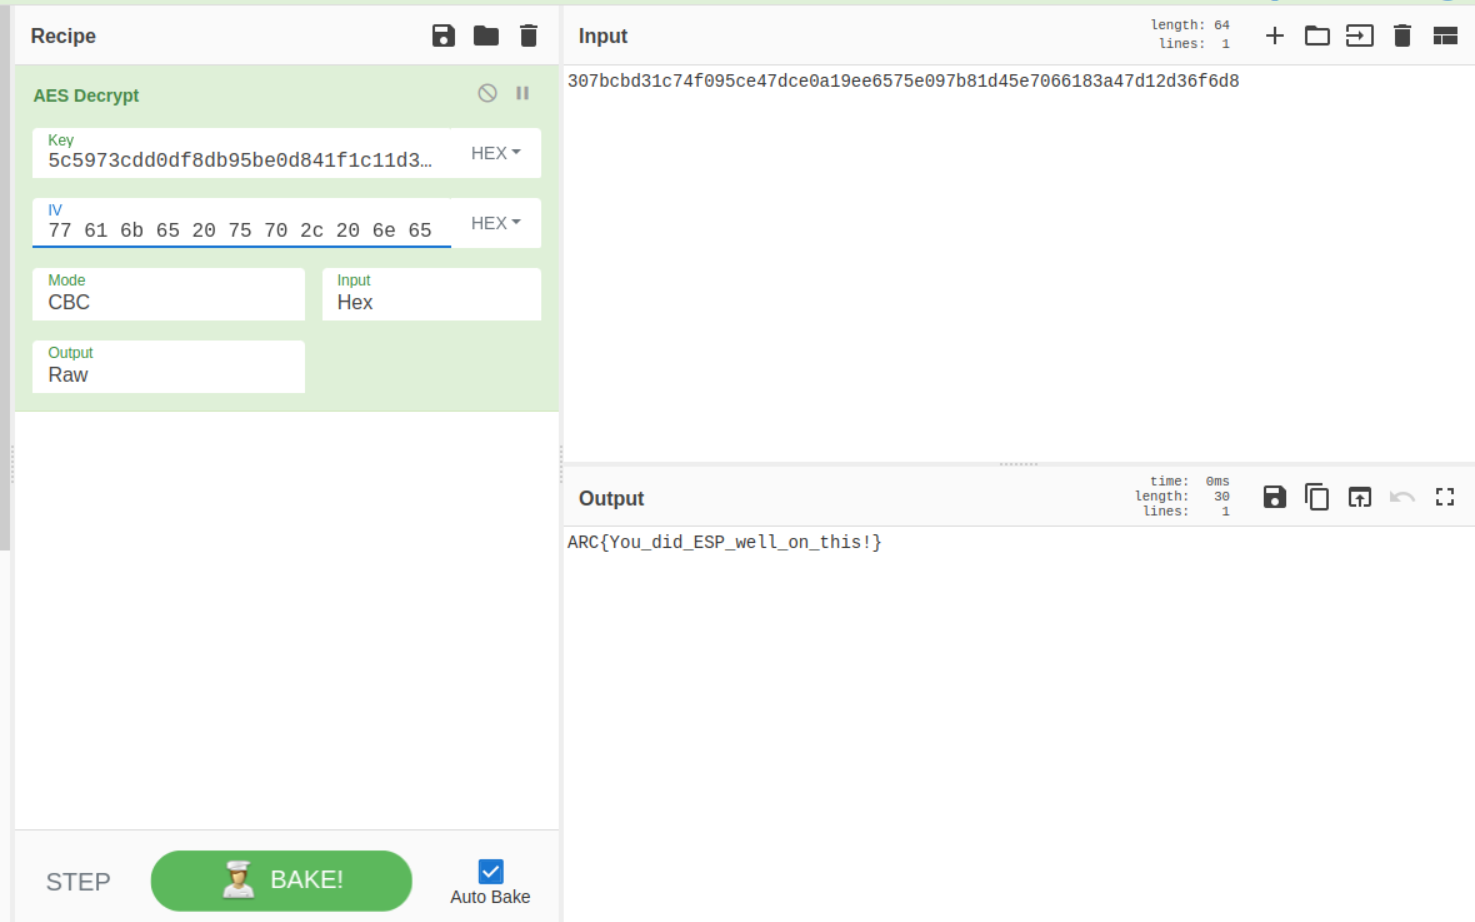 Recipe
AES Decrypt
Key
5c5973cdd0df8db95be0d841f1c11d3…
HEX
IV
77 61 6b 65 20 75 70 2c 20 6e 65
HEX
Mode
CBC
Input
Hex
Output
Raw
STEP
BAKE!
Auto Bake
Input
length: 64
lines: 1
307bcbd31c74f095ce47dce0a19ee6575e097b81d45e7066183a47d12d36f6d8
Output
time: 0ms
length: 30
lines: 1
ARC{You_did_ESP_well_on_this!}